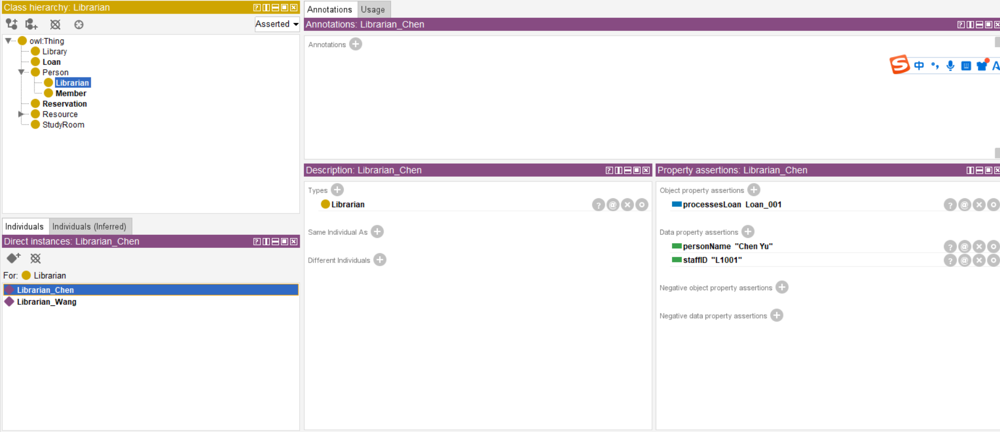 Class hierarchy: Librarian
Asserted
owl:Thing
Library
Loan
Person
Librarian
Member
Reservation
Resource
StudyRoom
Individuals Individuals (Inferred)
Direct instances: Librarian_Chen
For: Librarian
Librarian_Chen
Librarian_Wang
Annotations Usage
Annotations: Librarian_Chen
Annotations
中
Description: Librarian_Chen
Types
Librarian
Same Individual As
Different Individuals
Property assertions: Librarian_Chen
Object property assertions
processesLoan Loan_001
Data property assertions
personName "Chen Yu"
staffID "L1001"
Negative object property assertions
Negative data property assertions